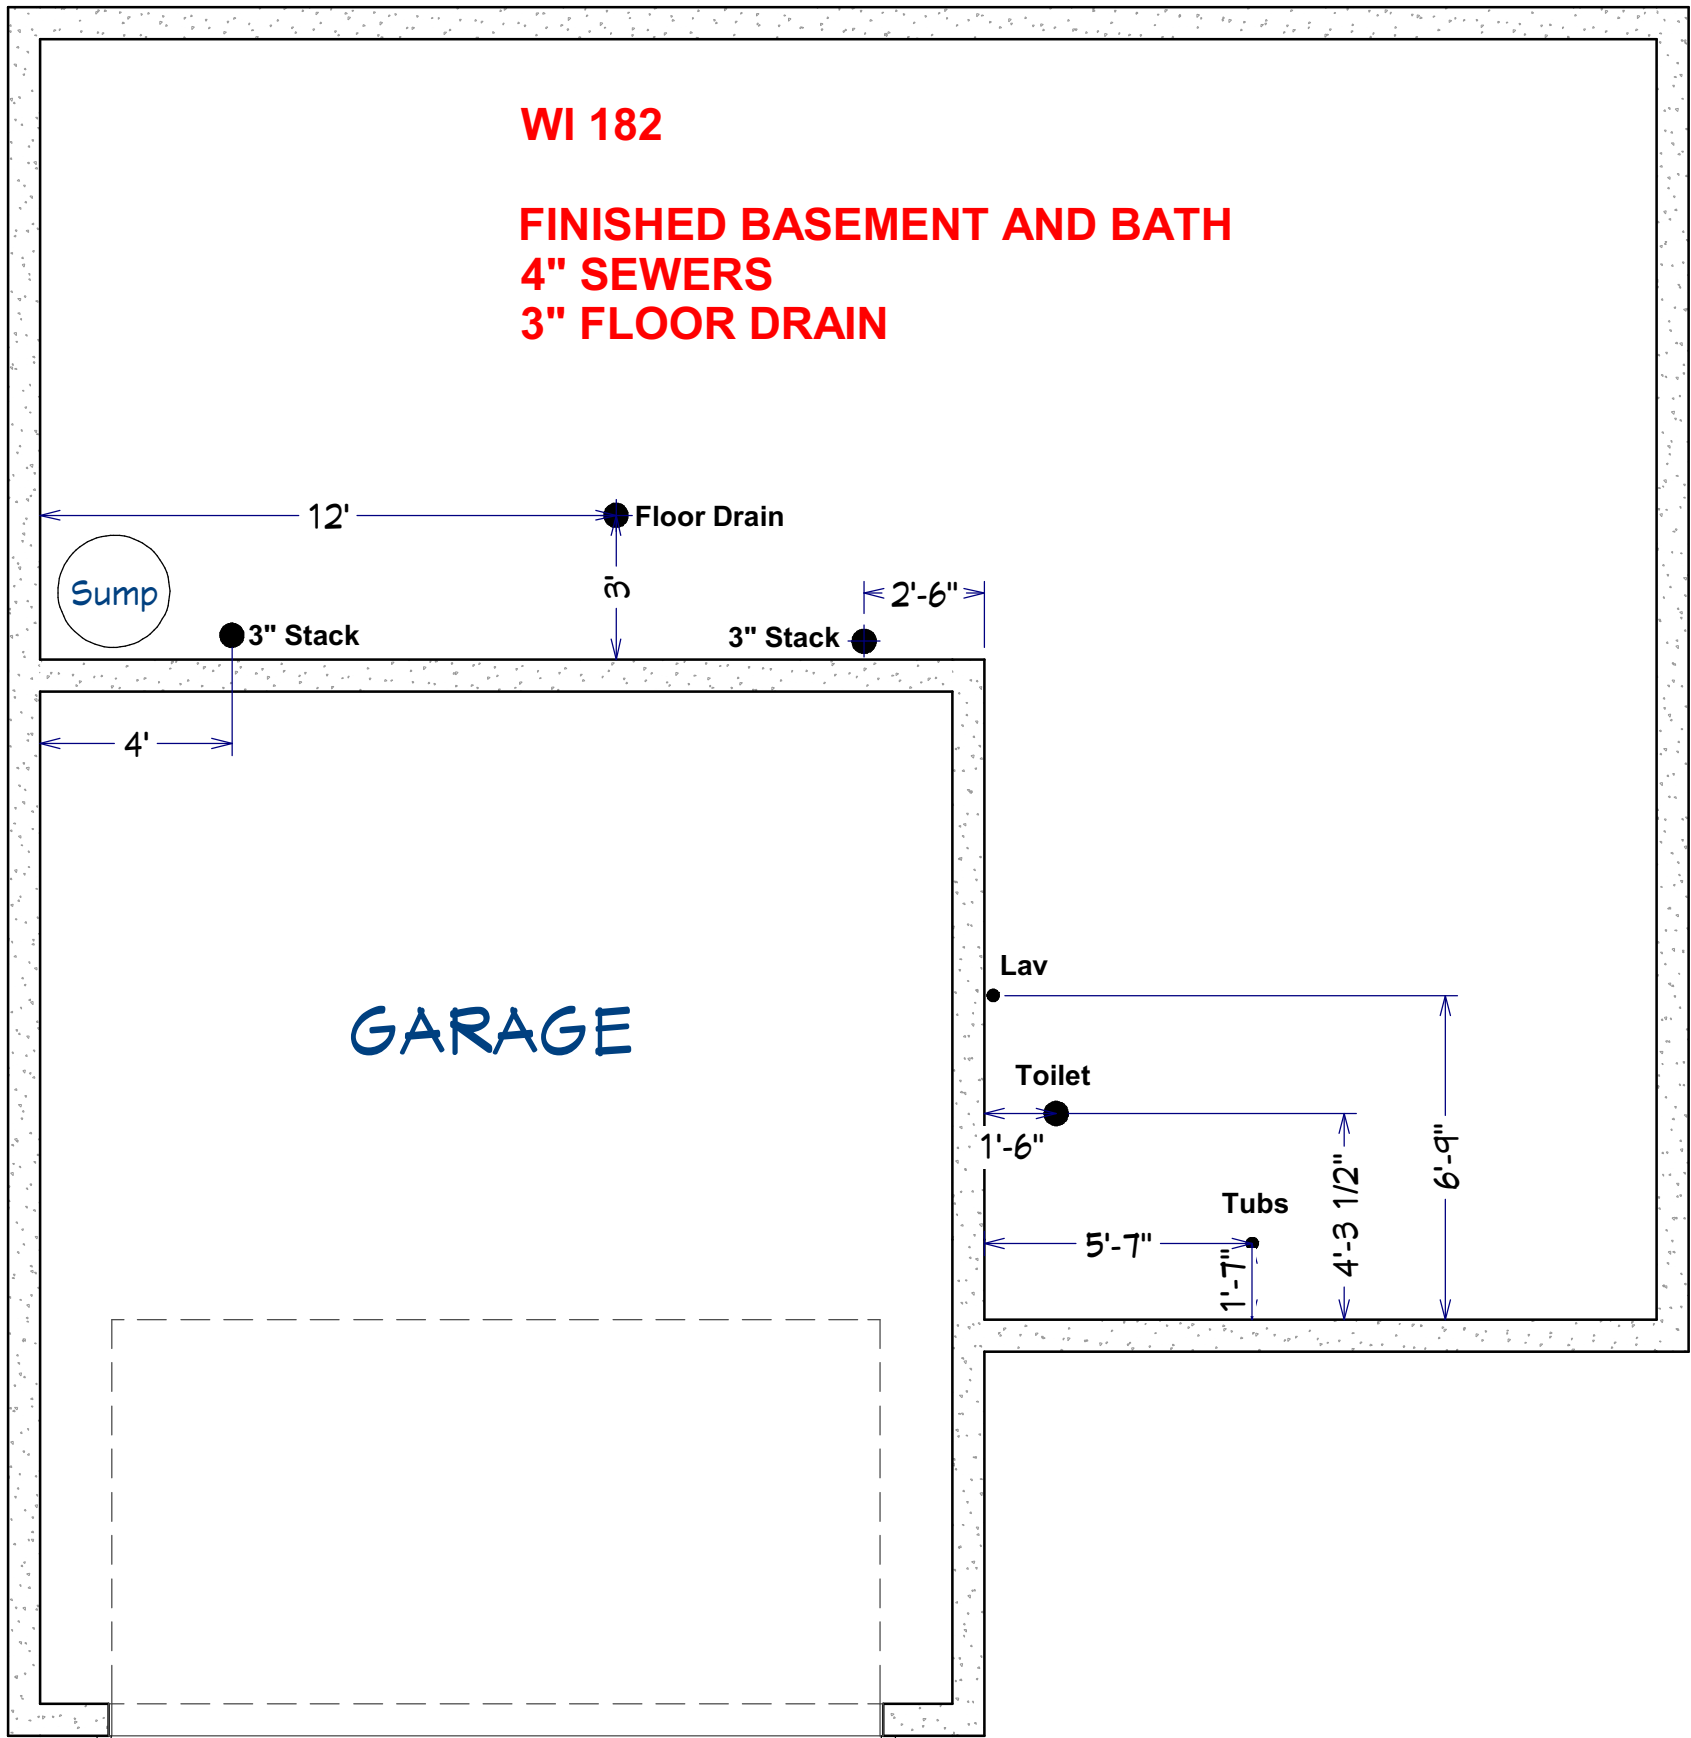 WI 182
FINISHED BASEMENT AND BATH
4" SEWERS
3" FLOOR DRAIN
12'
Floor Drain
3'
Sump
2'-6"
3" Stack
3" Stack
4'
Lav
GARAGE
Toilet
1'-6"
6'-9"
4'-3 1/2"
Tubs
5'-7"
1'-7"